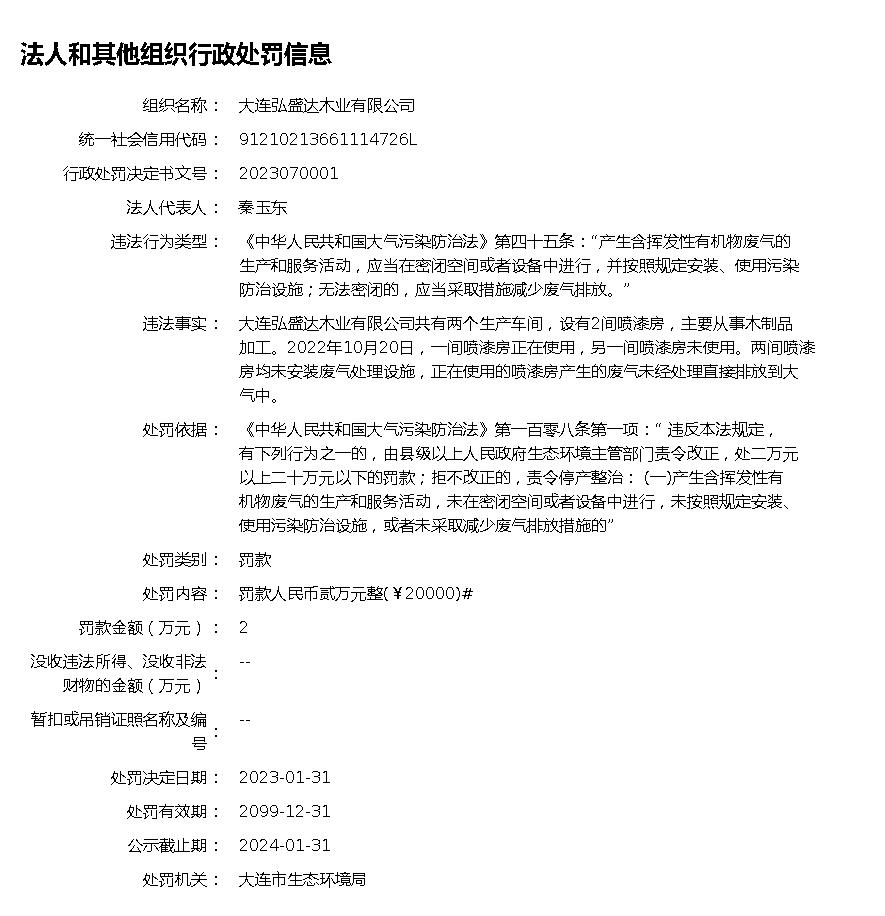 法人和其他组织行政处罚信息
组织名称： 大连弘盛达木业有限公司
统一社会信用代码： 91210213661114726L
行政处罚决定书文号： 2023070001
法人代表人： 秦玉东
违法行为类型： 《中华人民共和国大气污染防治法》第四十五条：“产生含挥发性有机物废气的
生产和服务活动，应当在密闭空间或者设备中进行，并按照规定安装、使用污染
防治设施；无法密闭的，应当采取措施减少废气排放。”
违法事实： 大连弘盛达木业有限公司共有两个生产车间，设有2间喷漆房，主要从事木制品
加工。2022年10月20日，一间喷漆房正在使用，另一间喷漆房未使用。两间喷漆
房均未安装废气处理设施，正在使用的喷漆房产生的废气未经处理直接排放到大
气中。
处罚依据： 《中华人民共和国大气污染防治法》第一百零八条第一项：“ 违反本法规定，
有下列行为之一的，由县级以上人民政府生态环境主管部门责令改正，处二万元
以上二十万元以下的罚款；拒不改正的，责令停产整治： (一)产生含挥发性有
机物废气的生产和服务活动，未在密闭空间或者设备中进行，未按照规定安装、
使用污染防治设施，或者未采取减少废气排放措施的”
处罚类别： 罚款
处罚内容： 罚款人民币贰万元整(￥20000)#
罚款金额（万元）： 2
没收违法所得、没收非法
财物的金额（万元）： --
暂扣或吊销证照名称及编
号： --
处罚决定日期： 2023-01-31
处罚有效期： 2099-12-31
公示截止期： 2024-01-31
处罚机关： 大连市生态环境局